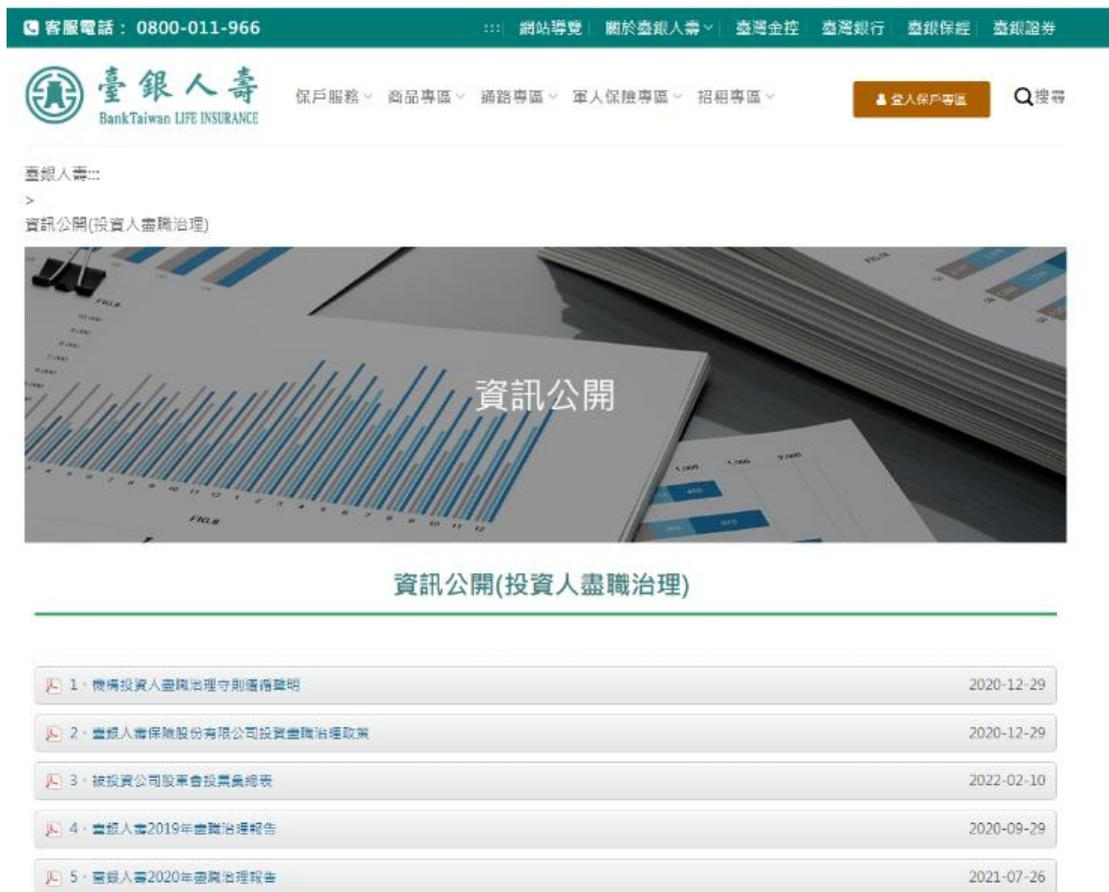 客服電話： 0800-011-966
:::| 網站導覽 | 關於臺銀人壽 | 臺灣金控 | 臺灣銀行 | 臺銀保經 | 臺銀證券
臺銀人壽
BankTaiwan LIFE INSURANCE
保戶服務 商品專區 通路專區 軍人保險專區 招租專區
登入保戶專區
搜尋
臺銀人壽:::
>
資訊公開(投資人盡職治理)
資訊公開
FIG.8
資訊公開(投資人盡職治理)
1、機構投資人盡職治理守則遵循聲明 2020-12-29
2、臺銀人壽保險股份有限公司投資盡職治理政策 2020-12-29
3、被投資公司股東會投票彙總表 2022-02-10
4、臺銀人壽2019年盡職治理報告 2020-09-29
5、臺銀人壽2020年盡職治理報告 2021-07-26